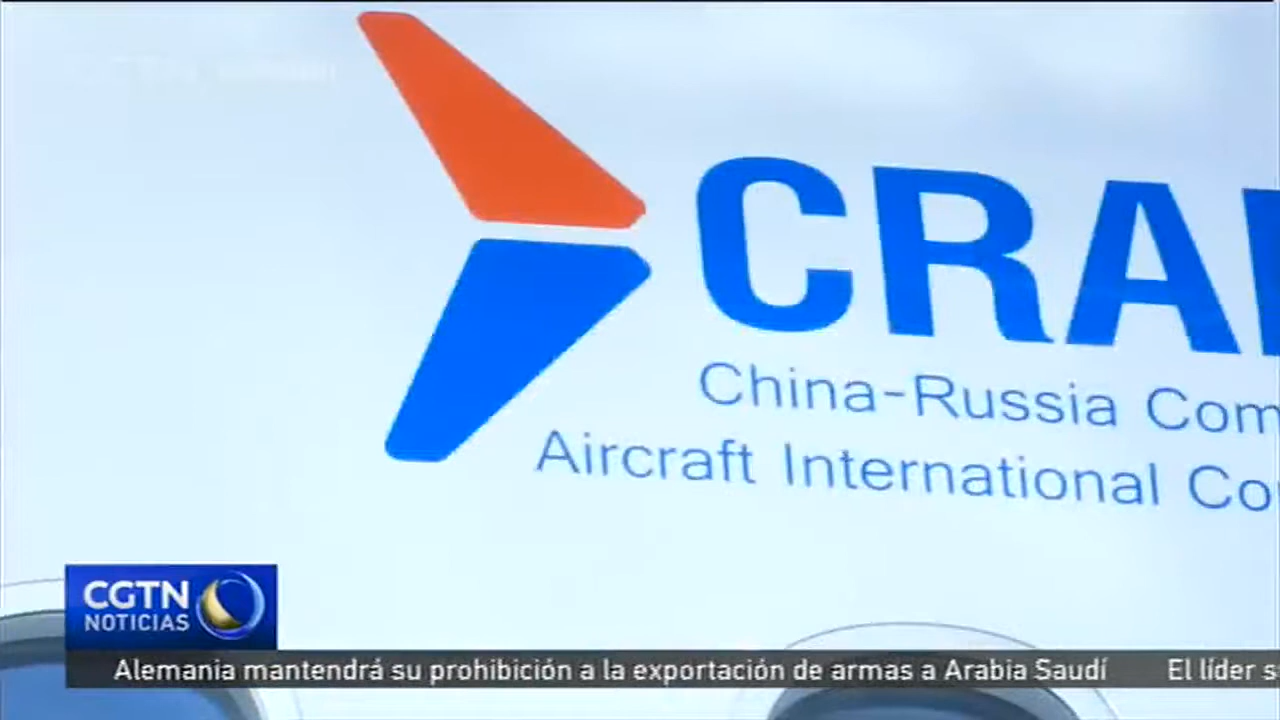 CRA
China-Russia Com
Aircraft International Co
CGTN
NOTICIAS
Alemania mantendrá su prohibición a la exportación de armas a Arabia Saudí El líder s